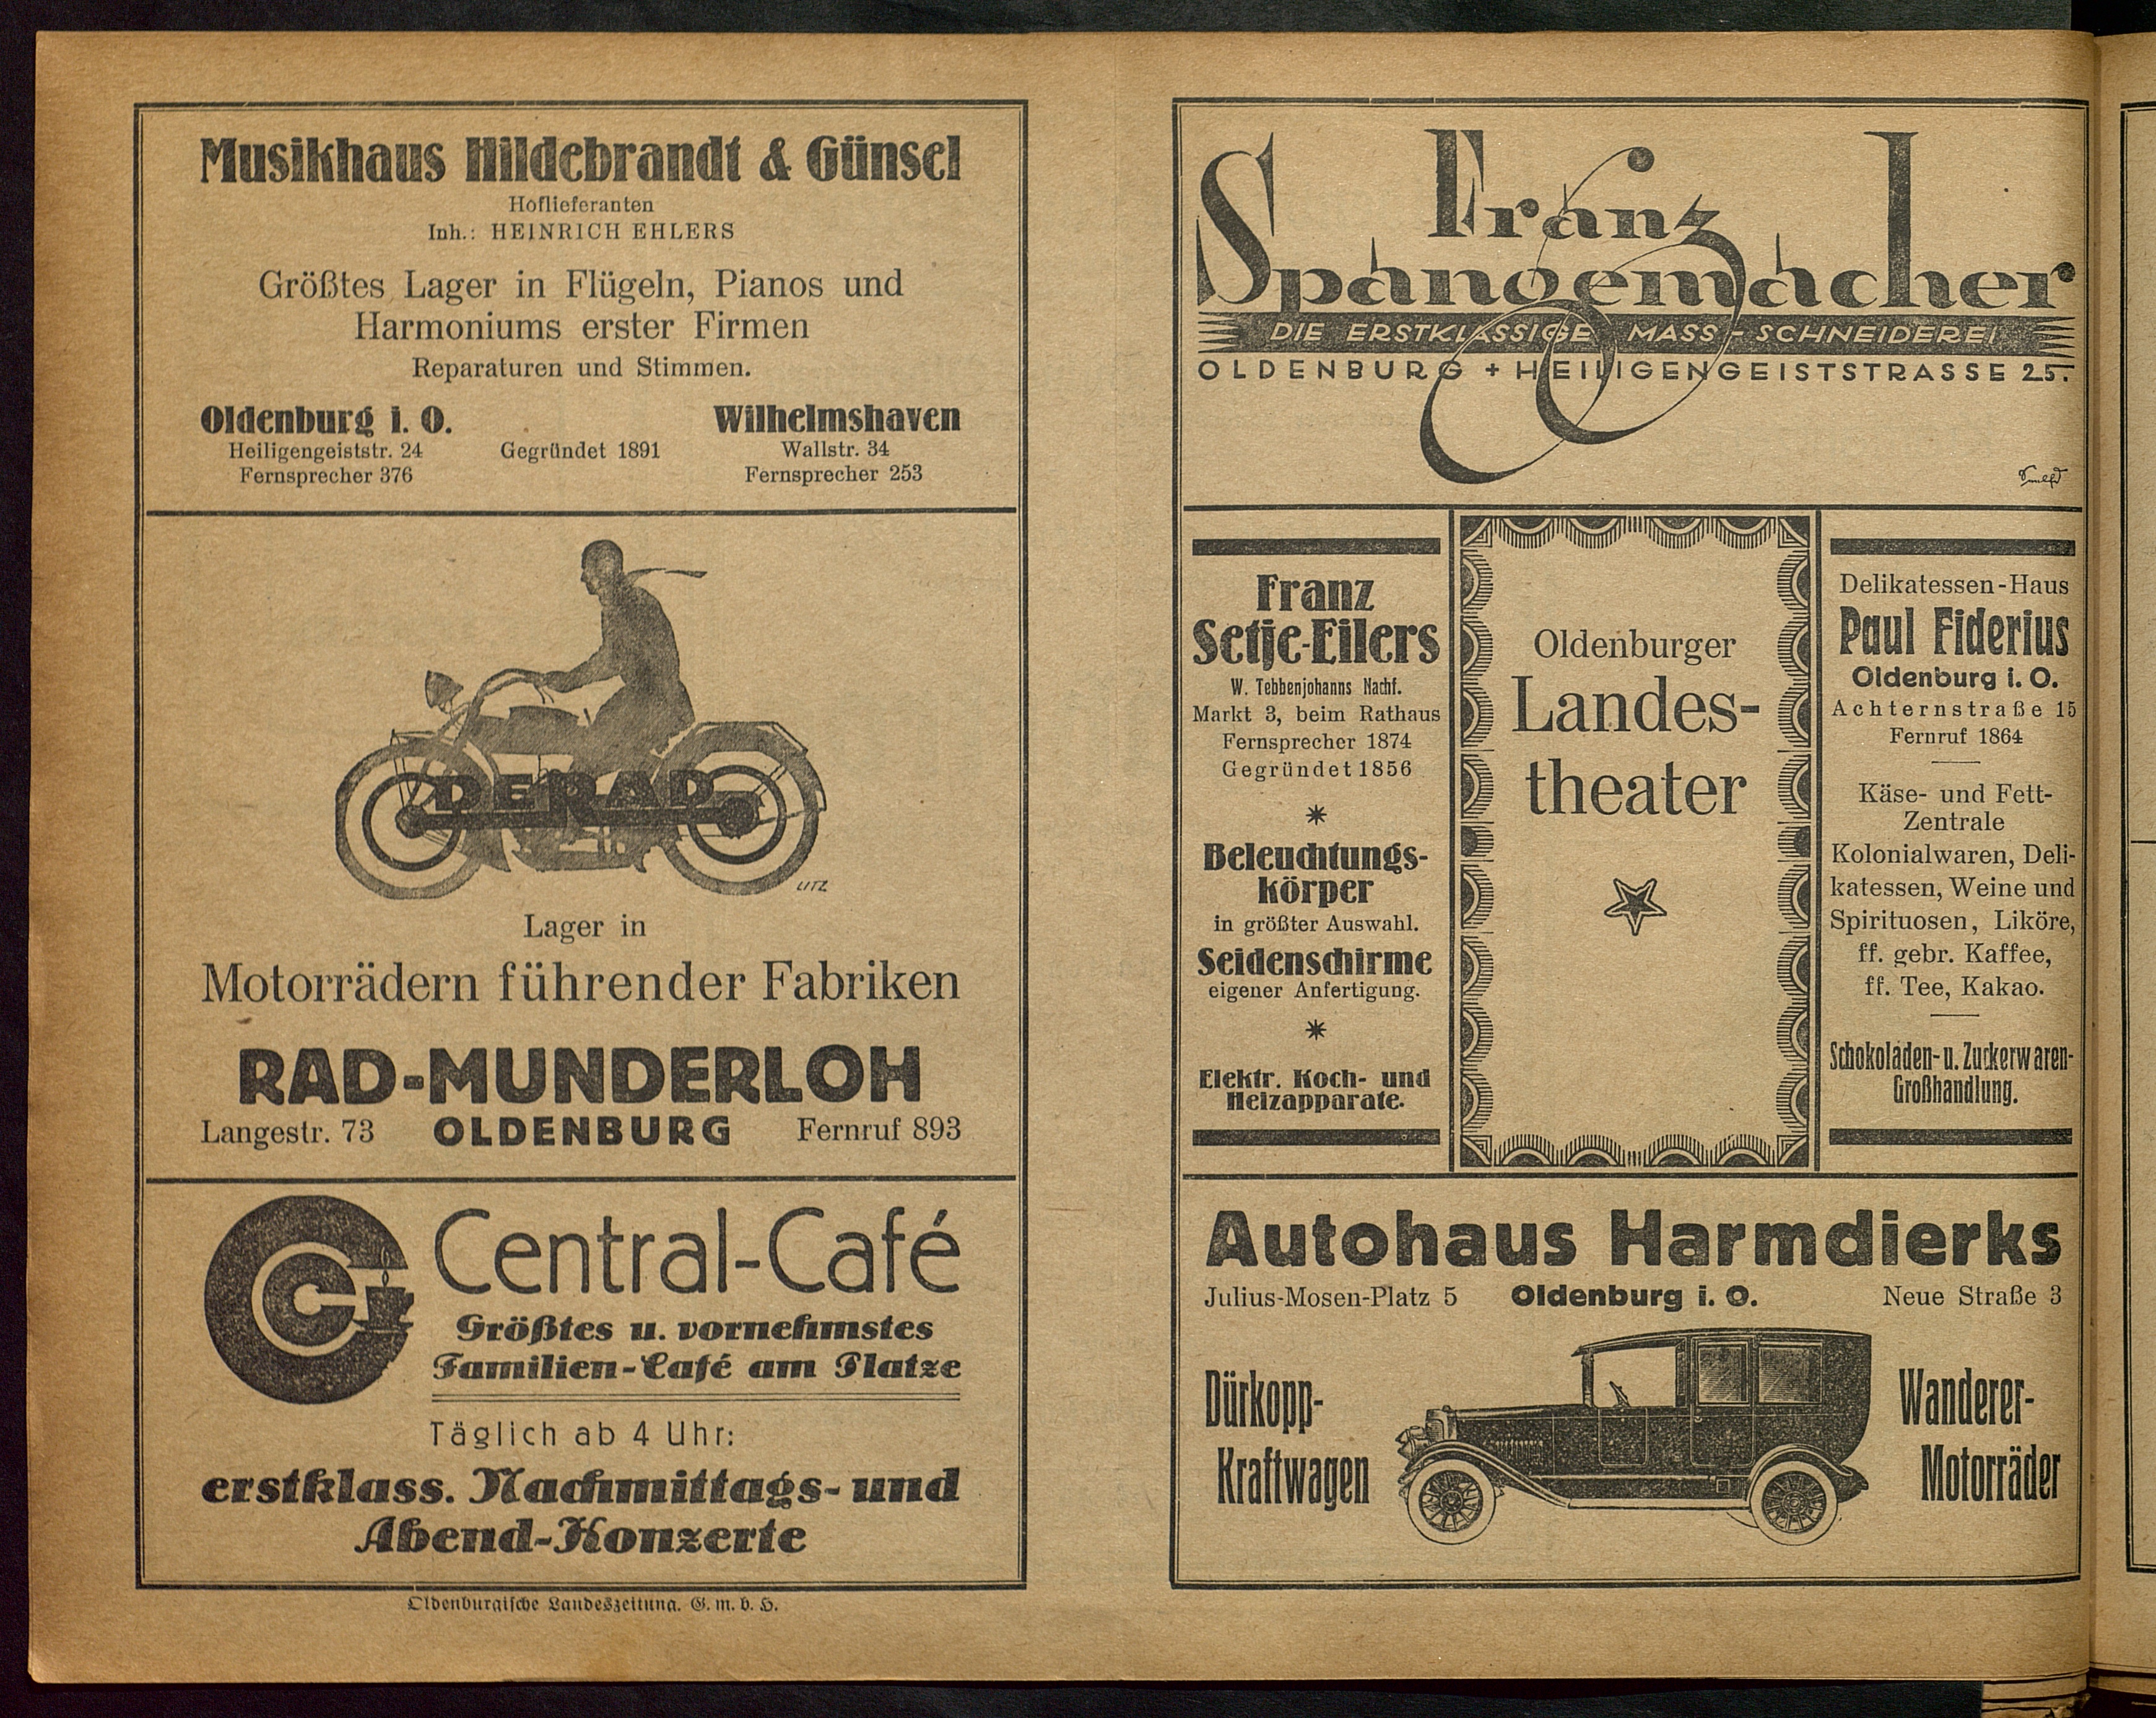 Musikhaus Hildebrandt & Günsel
Hoflieferanten
Inh.: HEINRICH EHLERS
Größtes Lager in Flügeln, Pianos und
Harmoniums erster Firmen
Reparaturen und Stimmen.
Oldenburg i. O.
Heiligengeiststr. 24
Fernsprecher 376
Gegründet 1891
Wilhelmshaven
Wallstr. 34
Fernsprecher 253
DERAD
LITZ
Lager in
Motorrädern führender Fabriken
RAD-MUNDERLOH
Langestr. 73 OLDENBURG Fernruf 893
Central-Café
Größtes u. vornehmstes
Familien-Café am Platze
Täglich ab 4 Uhr:
erstklass. Nachmittags- und
Abend-Konzerte
Oldenburgische Landeszeitung. G. m. b. H.
Franz
Spangemacher
DIE ERSTKLASSIGE MASS-SCHNEIDEREI
OLDENBURG + HEILIGENGEISTSTRASSE 25.
Franz
Setje-Eilers
W. Tebbenjohanns Nachf.
Markt 3, beim Rathaus
Fernsprecher 1874
Gegründet 1856
Beleuchtungs-
körper
in größter Auswahl.
Seidenschirme
eigener Anfertigung.
Elektr. Koch- und
Heizapparate.
Oldenburger
Landes-
theater
Delikatessen-Haus
Paul Fiderius
Oldenburg i. O.
Achternstraße 15
Fernruf 1864
Käse- und Fett-
Zentrale
Kolonialwaren, Deli-
katessen, Weine und
Spirituosen, Liköre,
ff. gebr. Kaffee,
ff. Tee, Kakao.
Schokoladen- u. Zuckerwaren-
Großhandlung.
Autohaus Harmdierks
Julius-Mosen-Platz 5 Oldenburg i. O. Neue Straße 3
Dürkopp-
Kraftwagen
Wanderer-
Motorräder